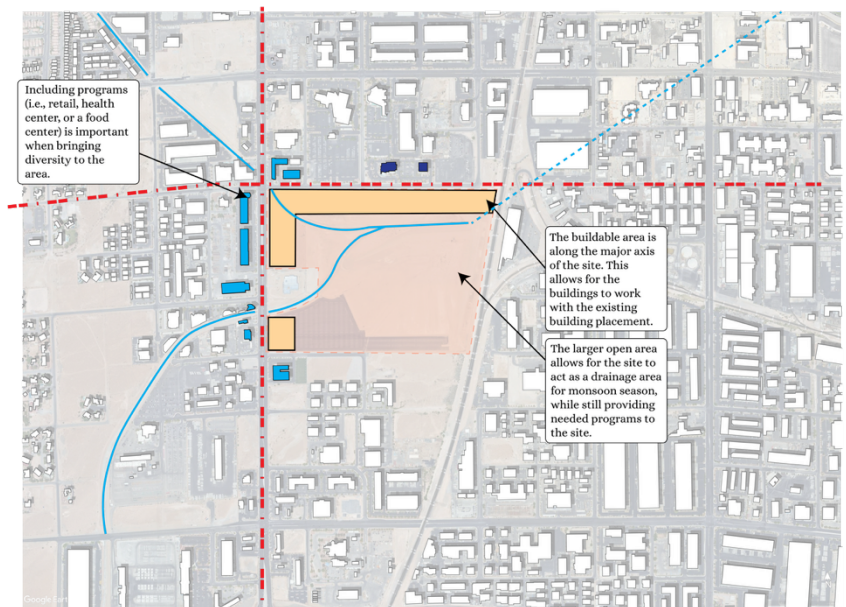 Including programs
(i.e., retail, health
center, or a food
center) is important
when bringing
diversity to the
area.
The buildable area is
along the major axis
of the site. This
allows for the
buildings to work
with the existing
building placement.
The larger open area
allows for the site to
act as a drainage area
for monsoon season,
while still providing
needed programs to
the site.
Google Earth